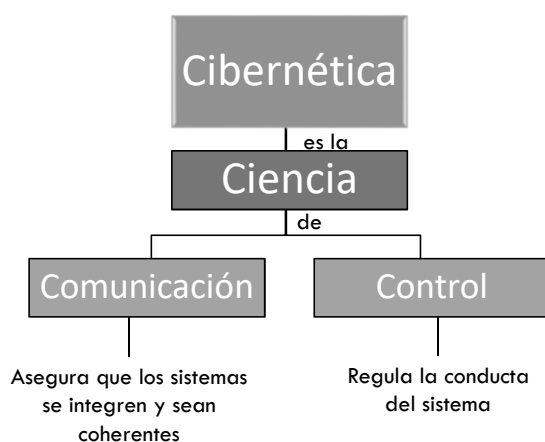 Cibernética
es la
Ciencia
de
Comunicación
Control
Asegura que los sistemas
se integren y sean
coherentes
Regula la conducta
del sistema